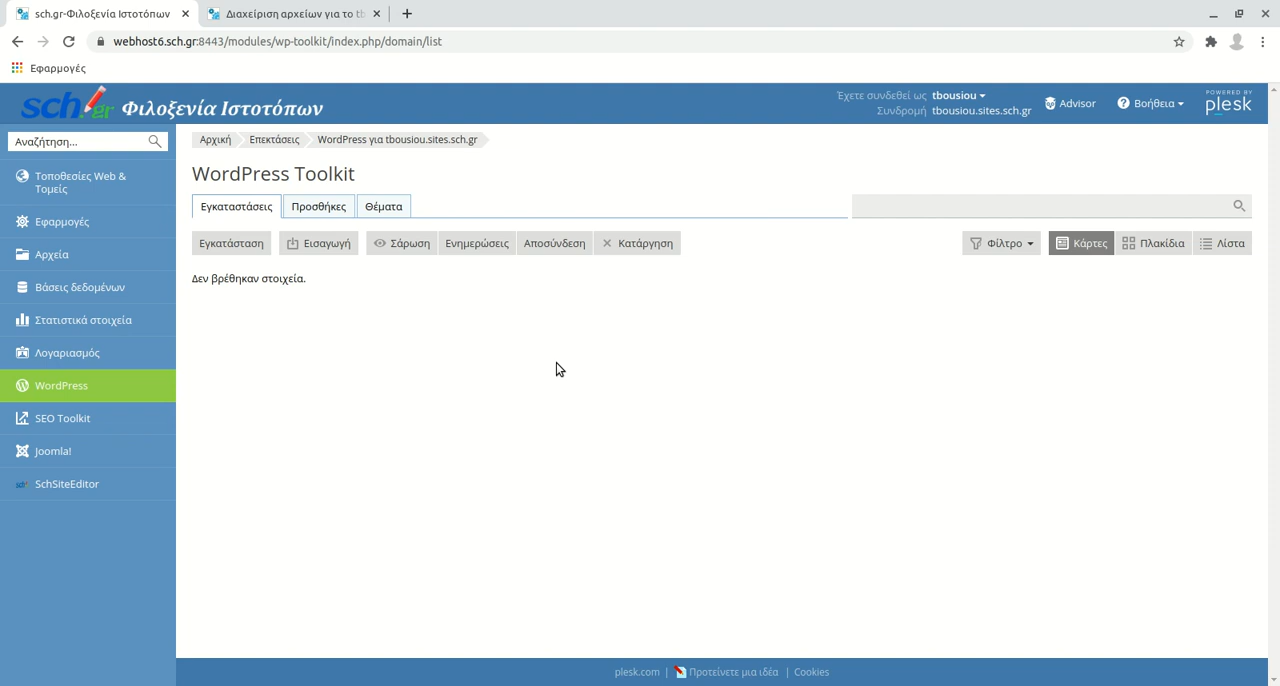 sch.gr-Φιλοξενία Ιστοτόπων
Διαχείριση αρχείων για το tb
webhost6.sch.gr:8443/modules/wp-toolkit/index.php/domain/list
Εφαρμογές
sch.gr Φιλοξενία Ιστοτόπων
Έχετε συνδεθεί ως tbousiou
Συνδρομή tbousiou.sites.sch.gr
Advisor
Βοήθεια
POWERED BY
plesk
Αναζήτηση...
Τοποθεσίες Web &
Τομείς
Εφαρμογές
Αρχεία
Βάσεις δεδομένων
Στατιστικά στοιχεία
Λογαριασμός
WordPress
SEO Toolkit
Joomla!
SchSiteEditor
Αρχική Επεκτάσεις WordPress για tbousiou.sites.sch.gr
WordPress Toolkit
Εγκαταστάσεις Προσθήκες Θέματα
Εγκατάσταση Εισαγωγή Σάρωση Ενημερώσεις Αποσύνδεση Κατάργηση Φίλτρο Κάρτες Πλακίδια Λίστα
Δεν βρέθηκαν στοιχεία.
plesk.com | Προτείνετε μια ιδέα | Cookies